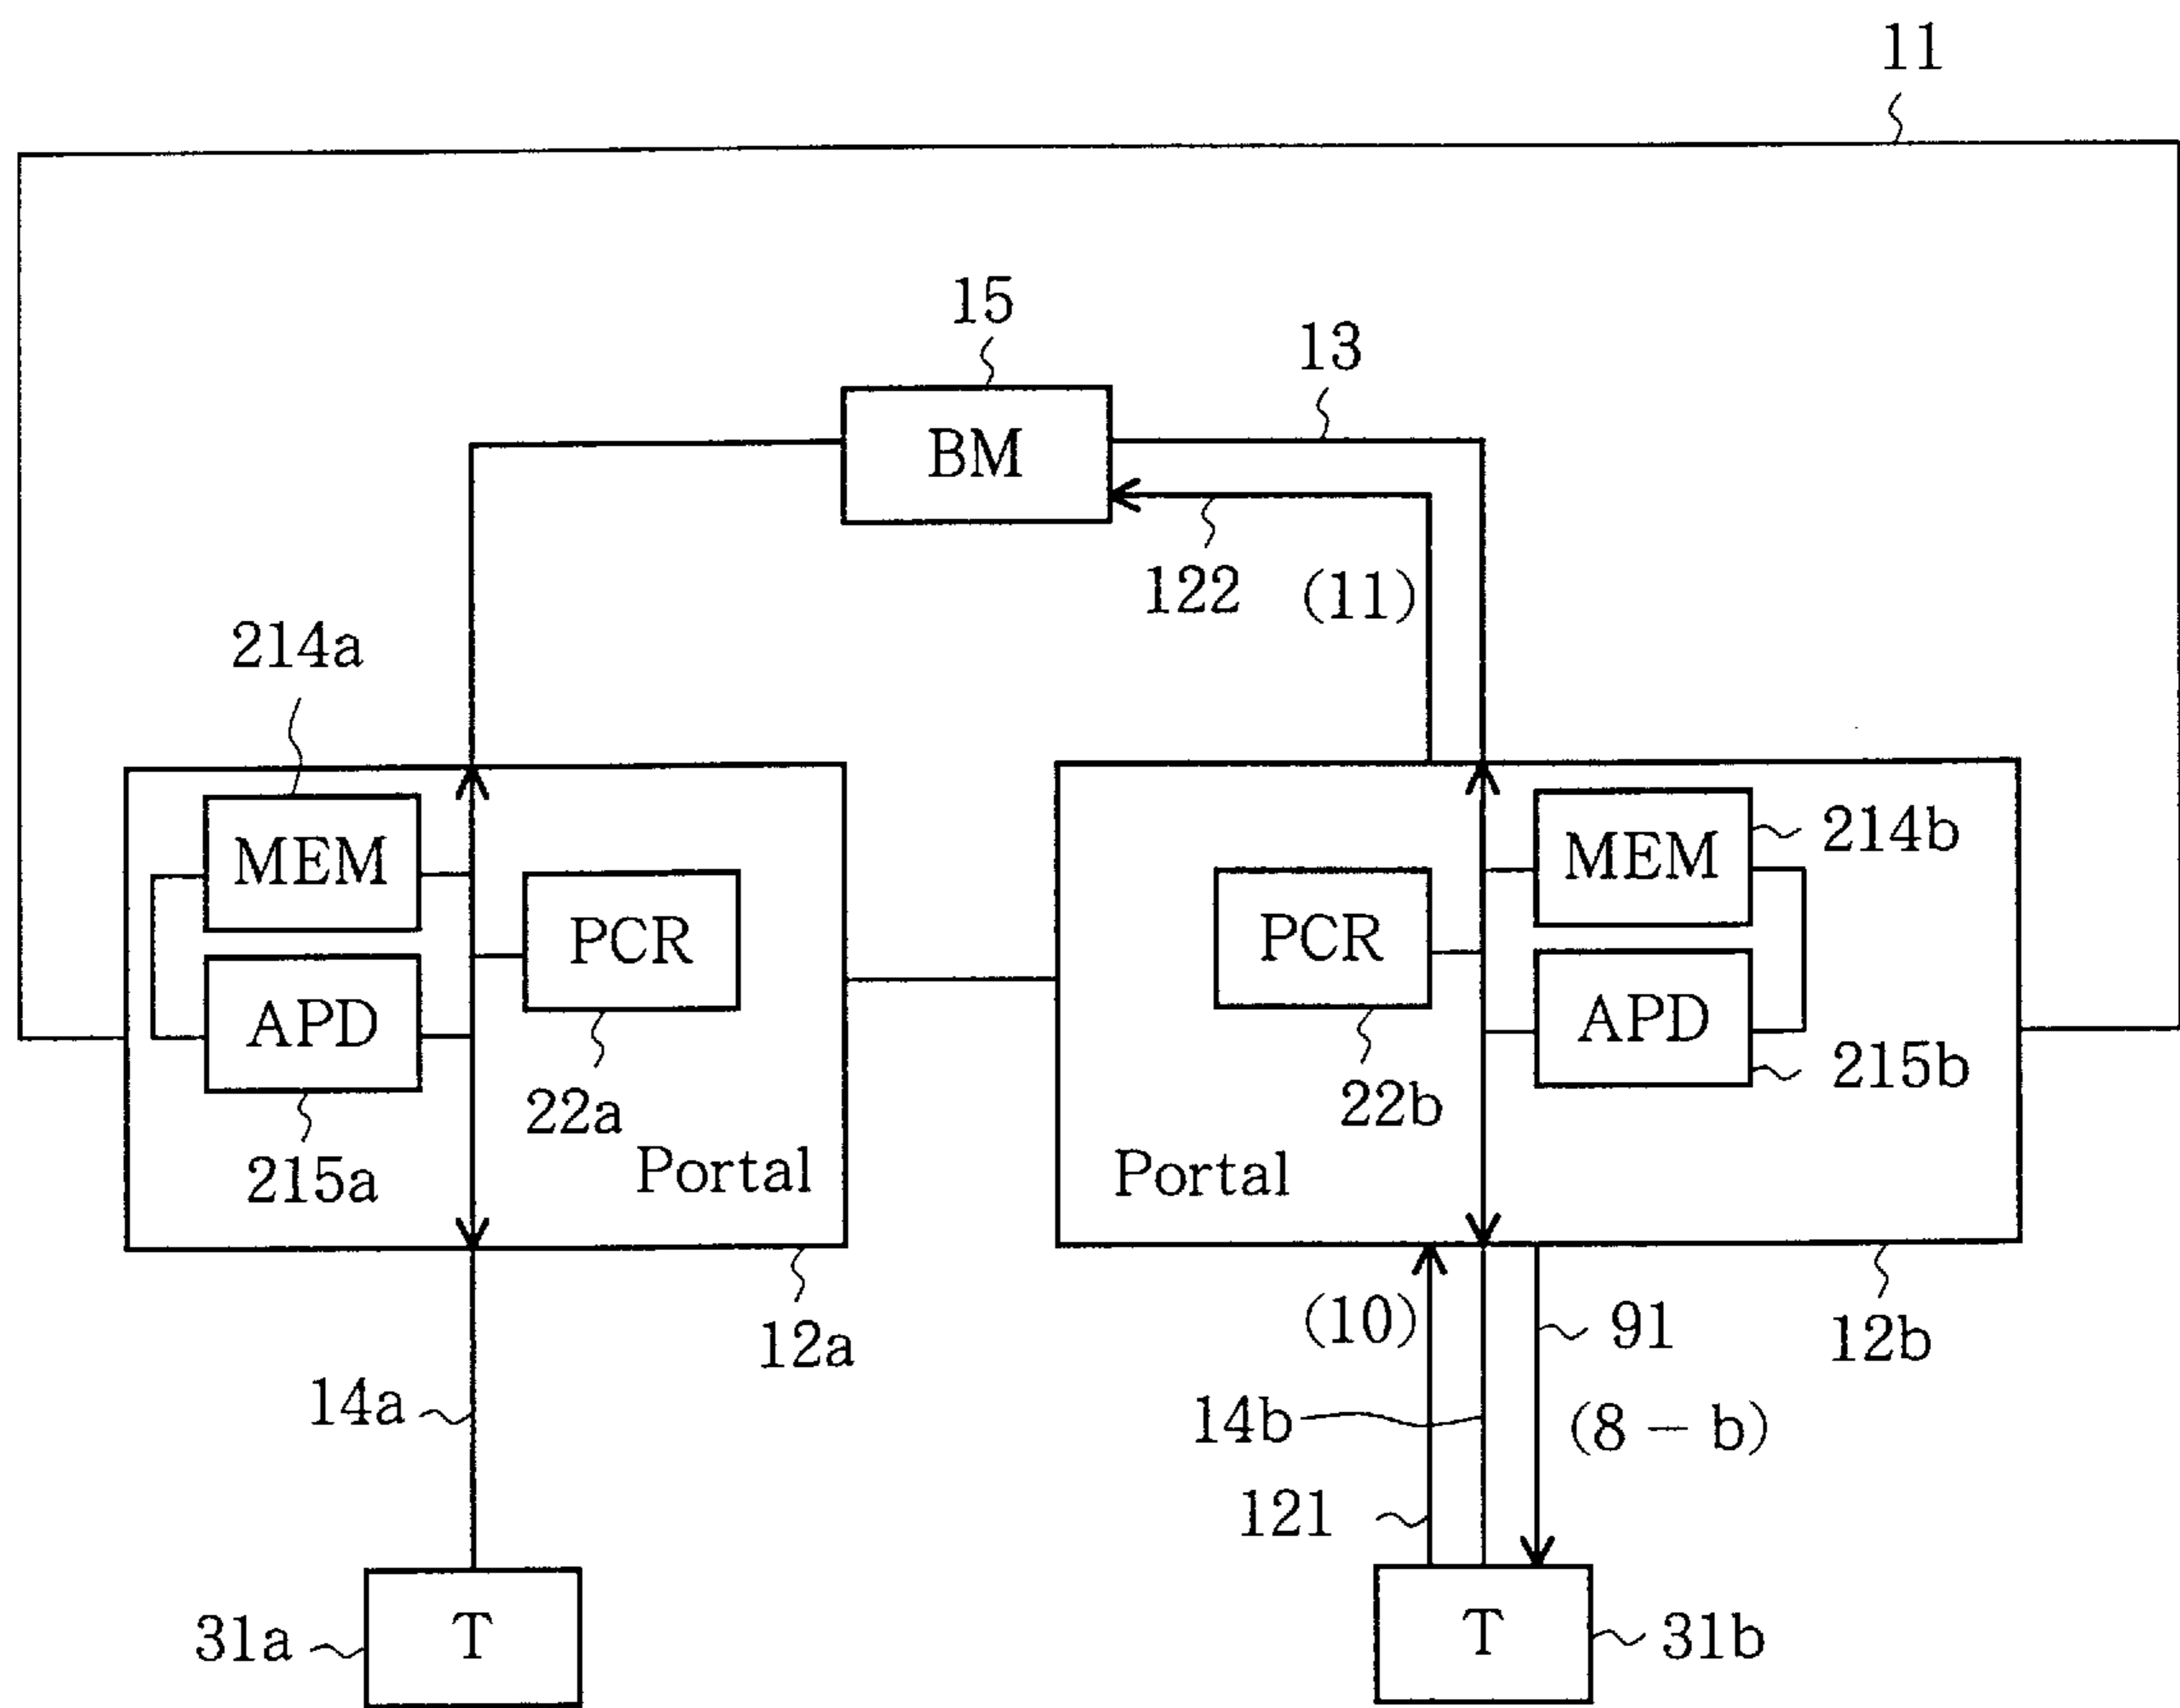 11
15
13
BM
122
(11)
214a
MEM
PCR
APD
22a
215a
Portal
12a
MEM
214b
PCR
APD
215b
22b
Portal
12b
(10)
91
14a
14b
(8 – b)
121
31a
T
T
31b